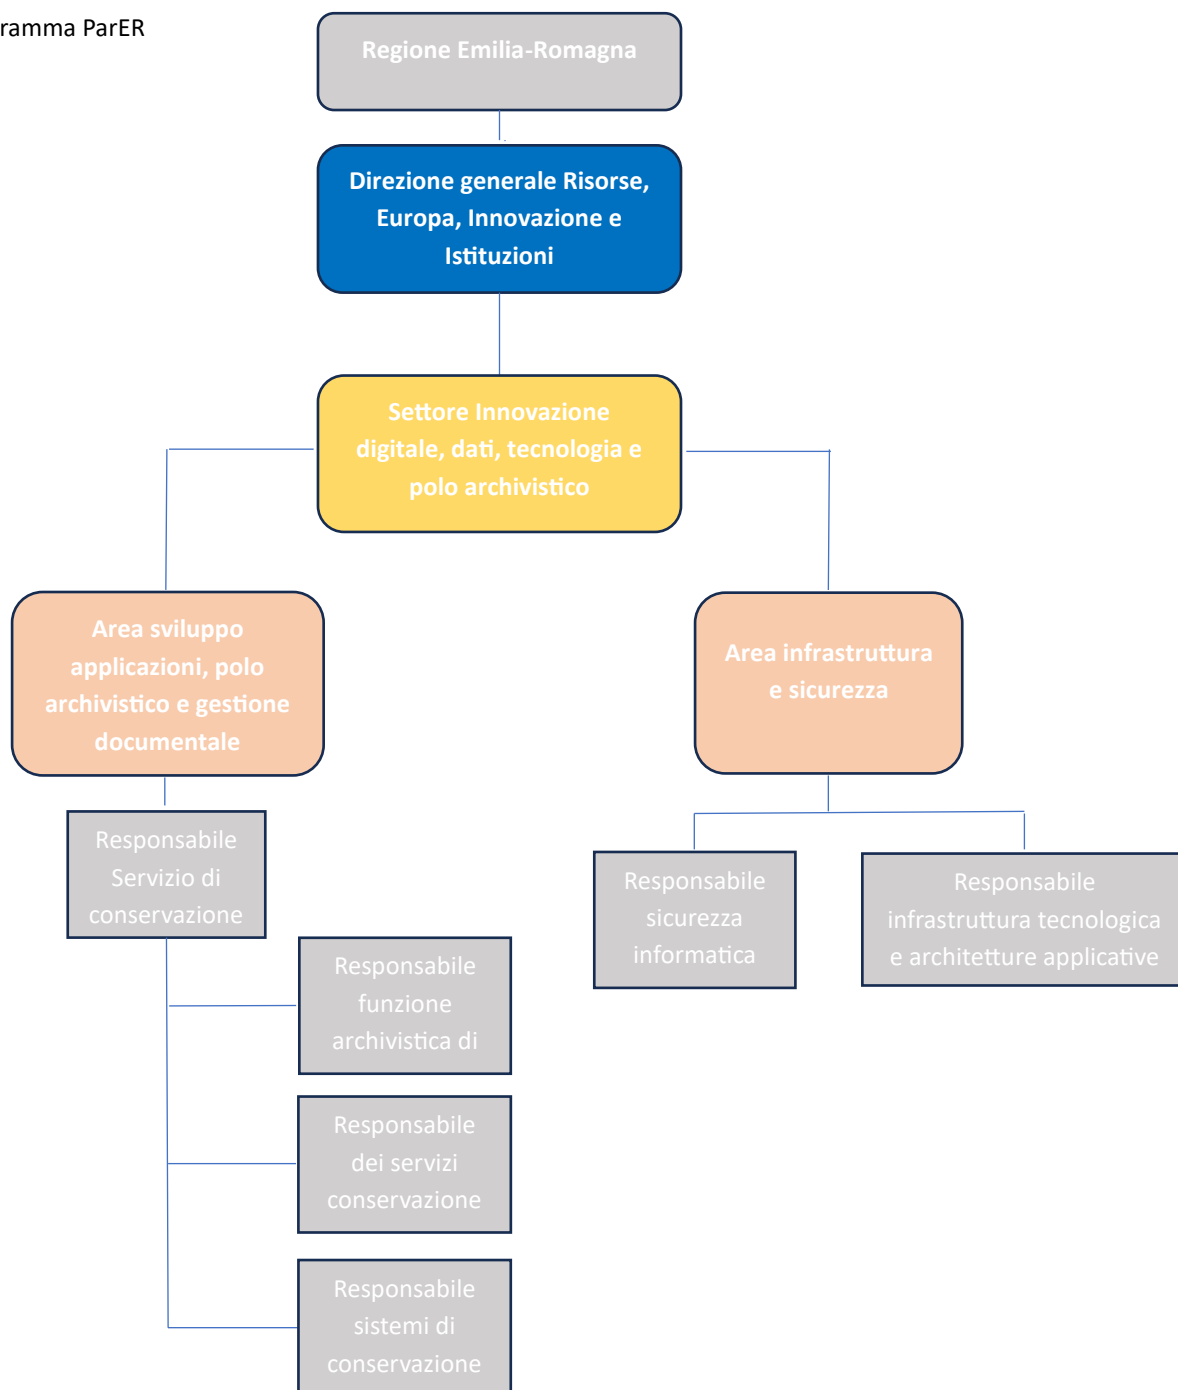 ramma ParER
Regione Emilia-Romagna
Direzione generale Risorse,
Europa, Innovazione e
Istituzioni
Settore Innovazione
digitale, dati, tecnologia e
polo archivistico
Area sviluppo
applicazioni, polo
archivistico e gestione
documentale
Area infrastruttura
e sicurezza
Responsabile
Servizio di
conservazione
Responsabile
sicurezza
informatica
Responsabile
infrastruttura tecnologica
e architetture applicative
Responsabile
funzione
archivistica di
Responsabile
dei servizi
conservazione
Responsabile
sistemi di
conservazione